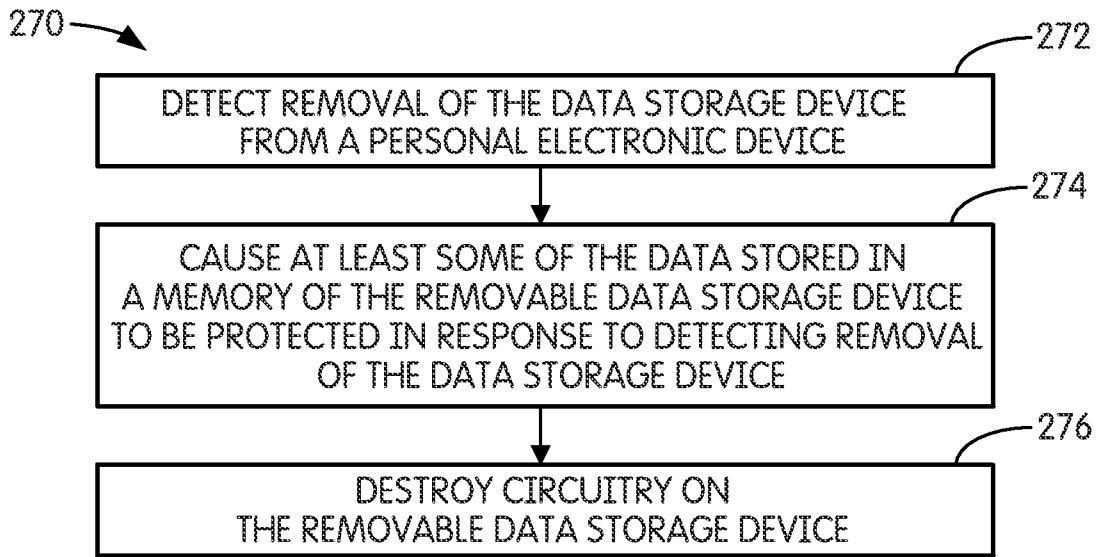 270
272
DETECT REMOVAL OF THE DATA STORAGE DEVICE
FROM A PERSONAL ELECTRONIC DEVICE
274
CAUSE AT LEAST SOME OF THE DATA STORED IN
A MEMORY OF THE REMOVABLE DATA STORAGE DEVICE
TO BE PROTECTED IN RESPONSE TO DETECTING REMOVAL
OF THE DATA STORAGE DEVICE
276
DESTROY CIRCUITRY ON
THE REMOVABLE DATA STORAGE DEVICE